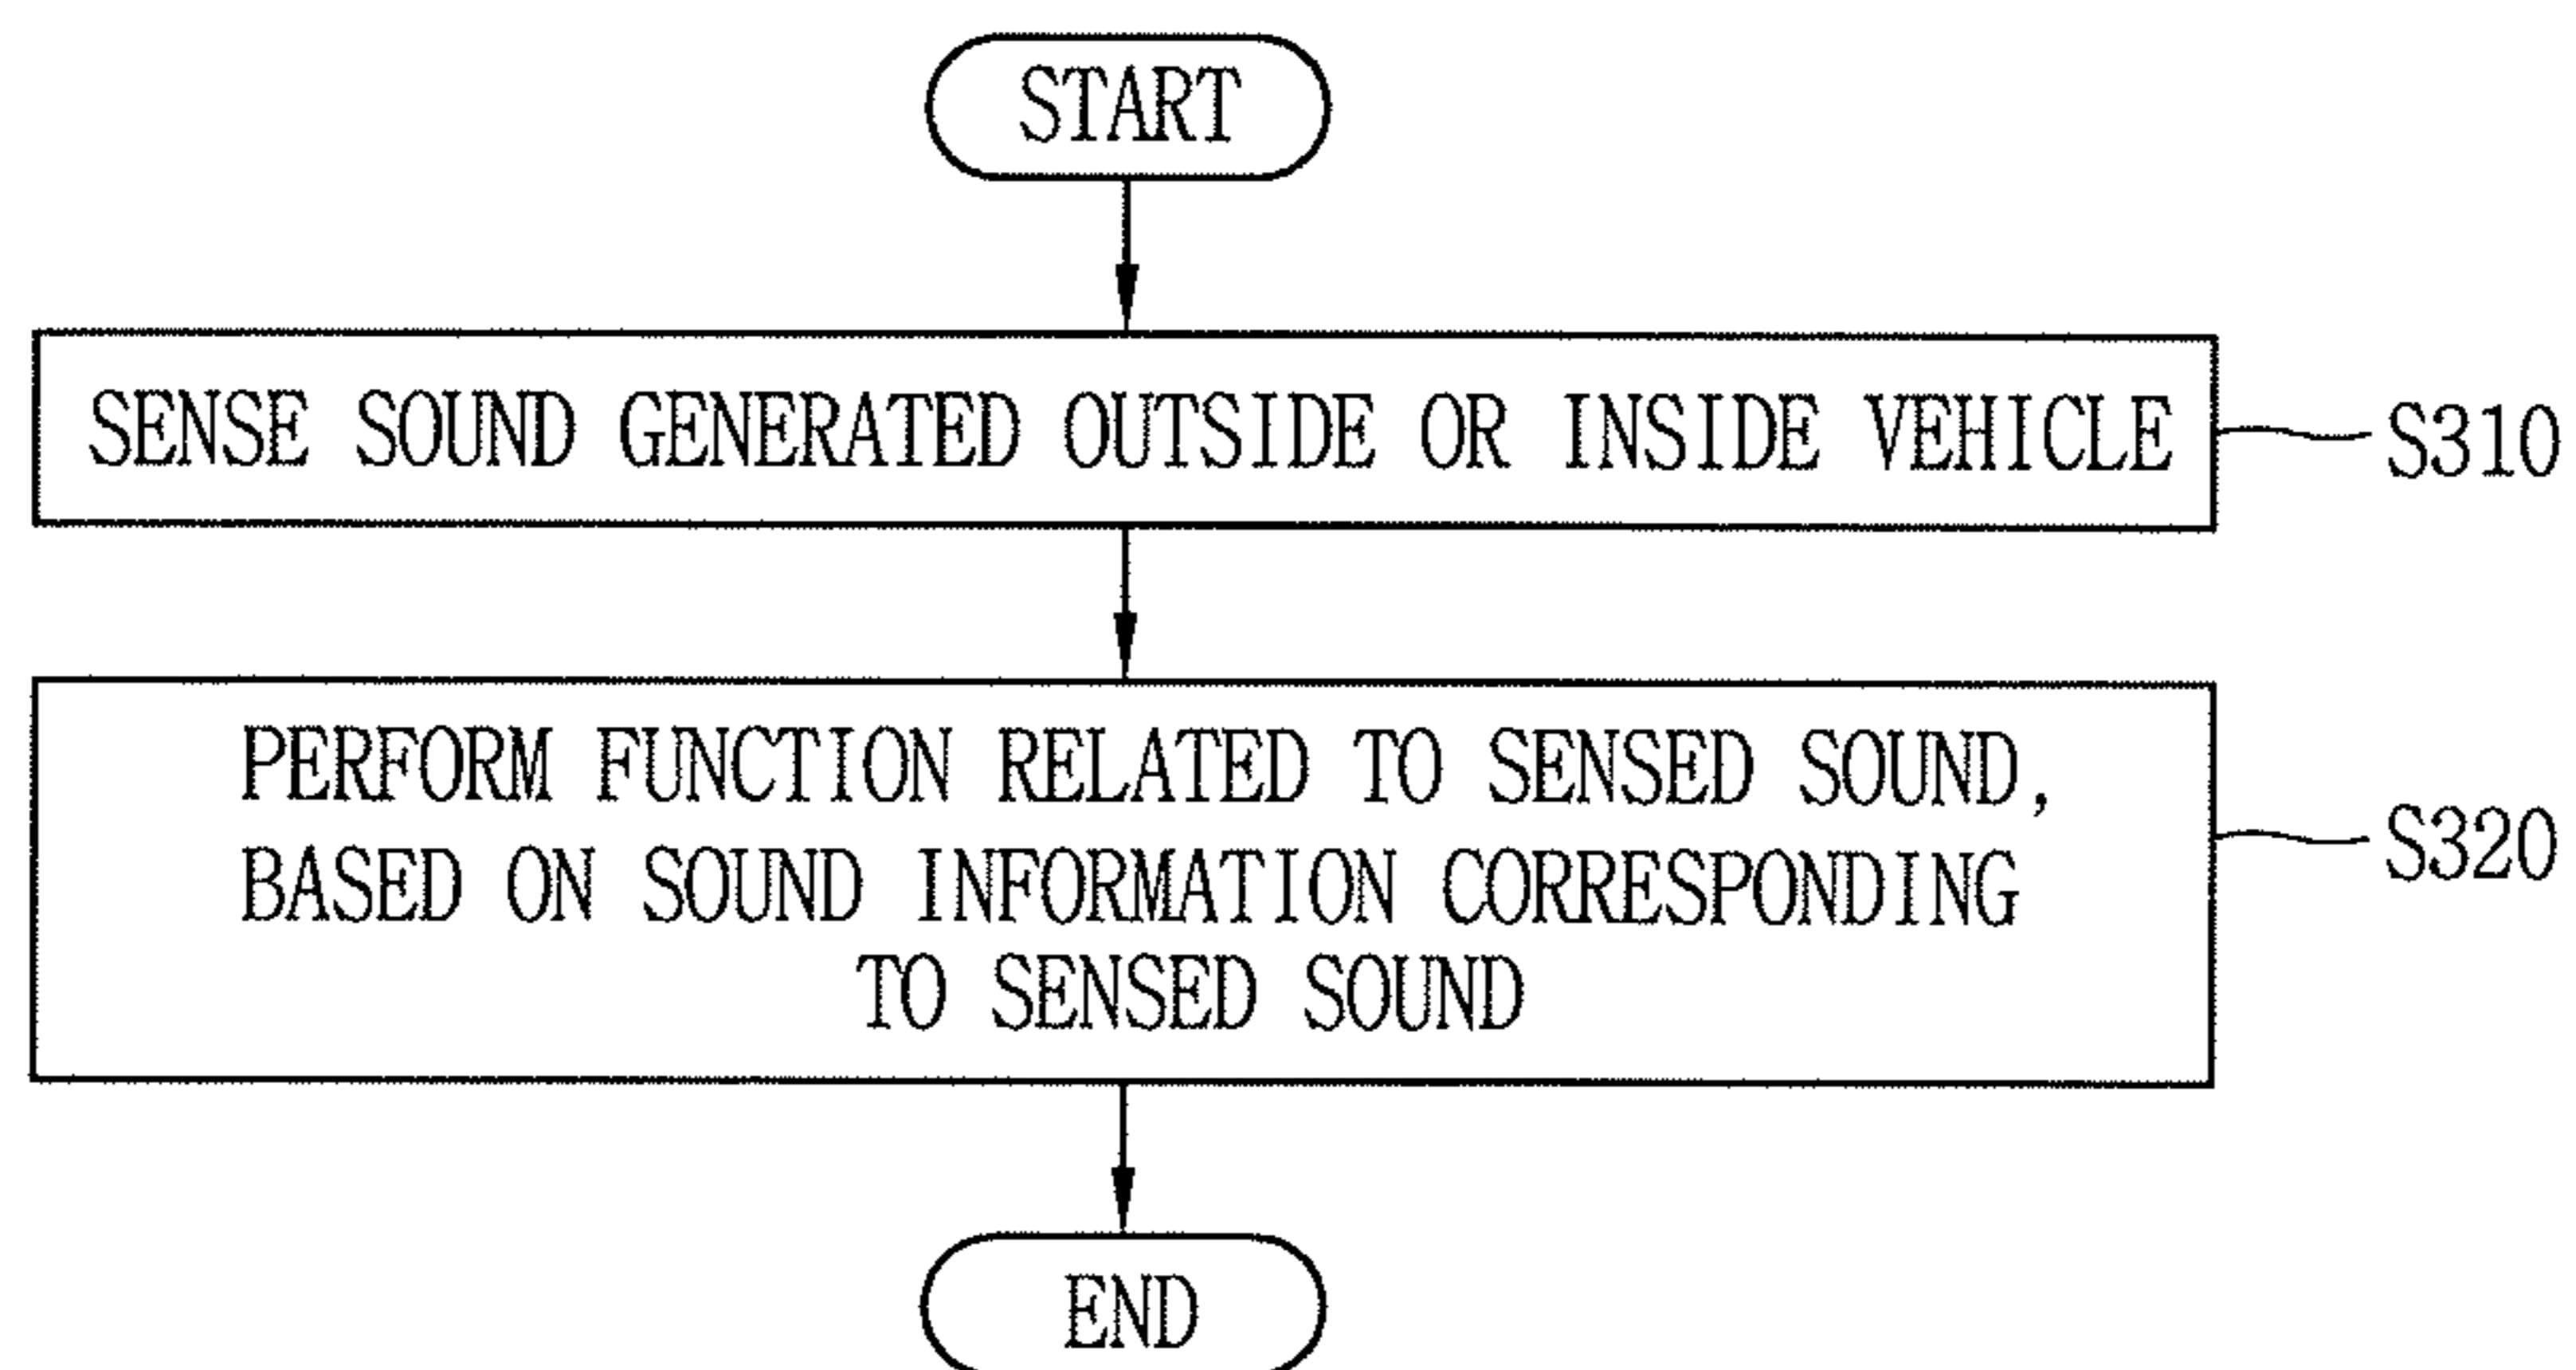 START
SENSE SOUND GENERATED OUTSIDE OR INSIDE VEHICLE
S310
PERFORM FUNCTION RELATED TO SENSED SOUND,
BASED ON SOUND INFORMATION CORRESPONDING
TO SENSED SOUND
S320
END